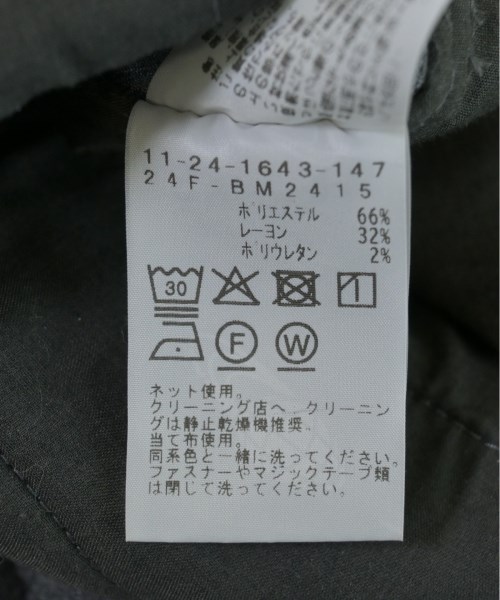 11-24-1643-147
24F-BM2415
ポリエステル 66%
レーヨン 32%
ポリウレタン 2%
30
F W
ネット使用。
クリーニング店へ クリーニン
グは静止乾燥機推奨。
当て布使用。
同系色と一緒に洗ってください。
ファスナーやマジックテープ類
は閉じて洗ってください。